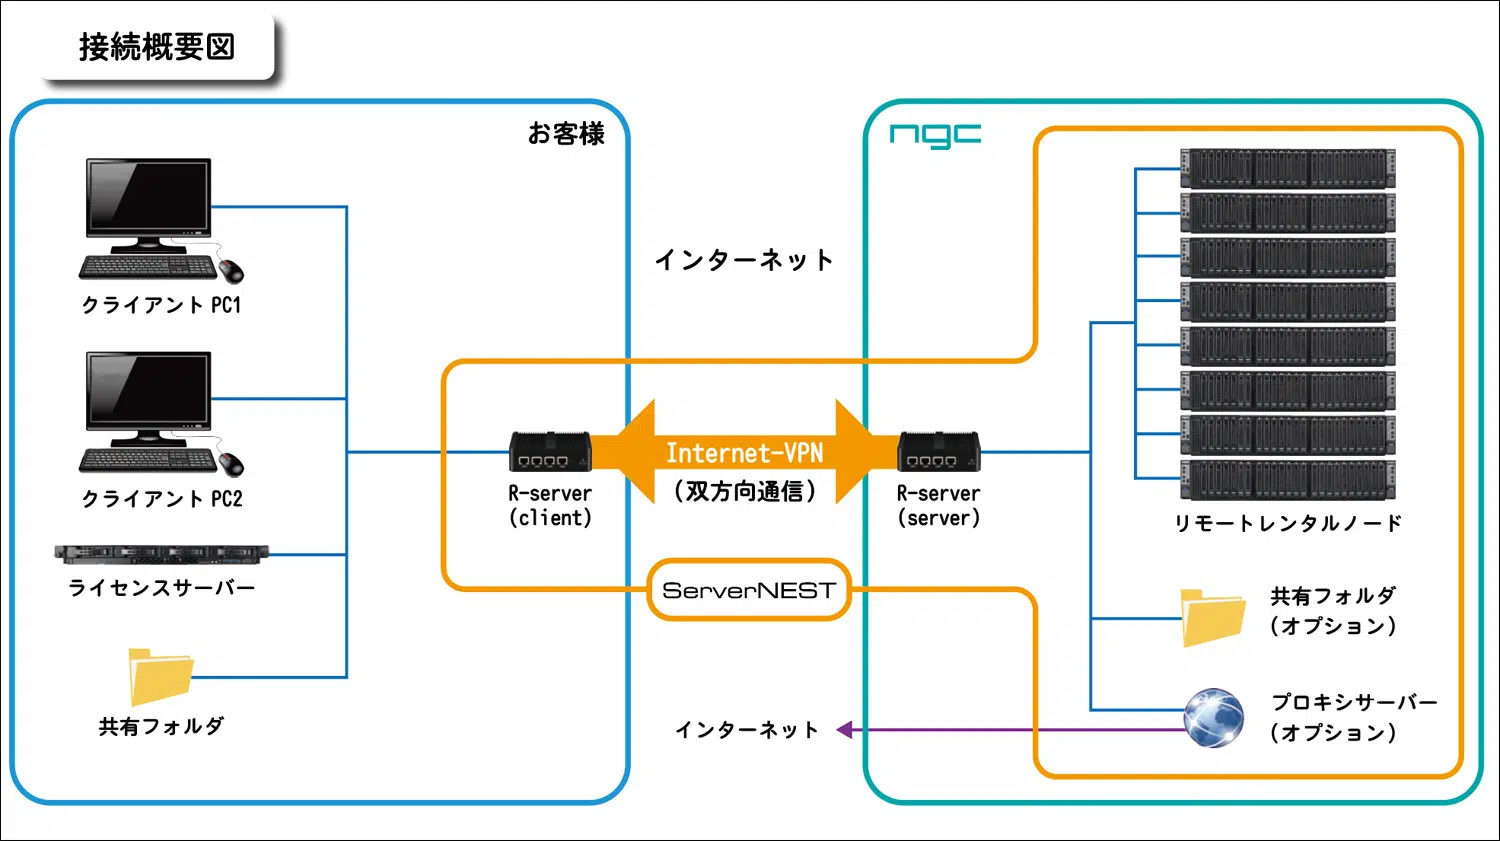 接続概要図
お客様
クライアント PC1
クライアント PC2
ライセンスサーバー
共有フォルダ
R-server
(client)
インターネット
Internet-VPN
(双方向通信)
ServerNEST
インターネット
ngc
R-server
(server)
リモートレンタルノード
共有フォルダ
(オプション)
プロキシサーバー
(オプション)